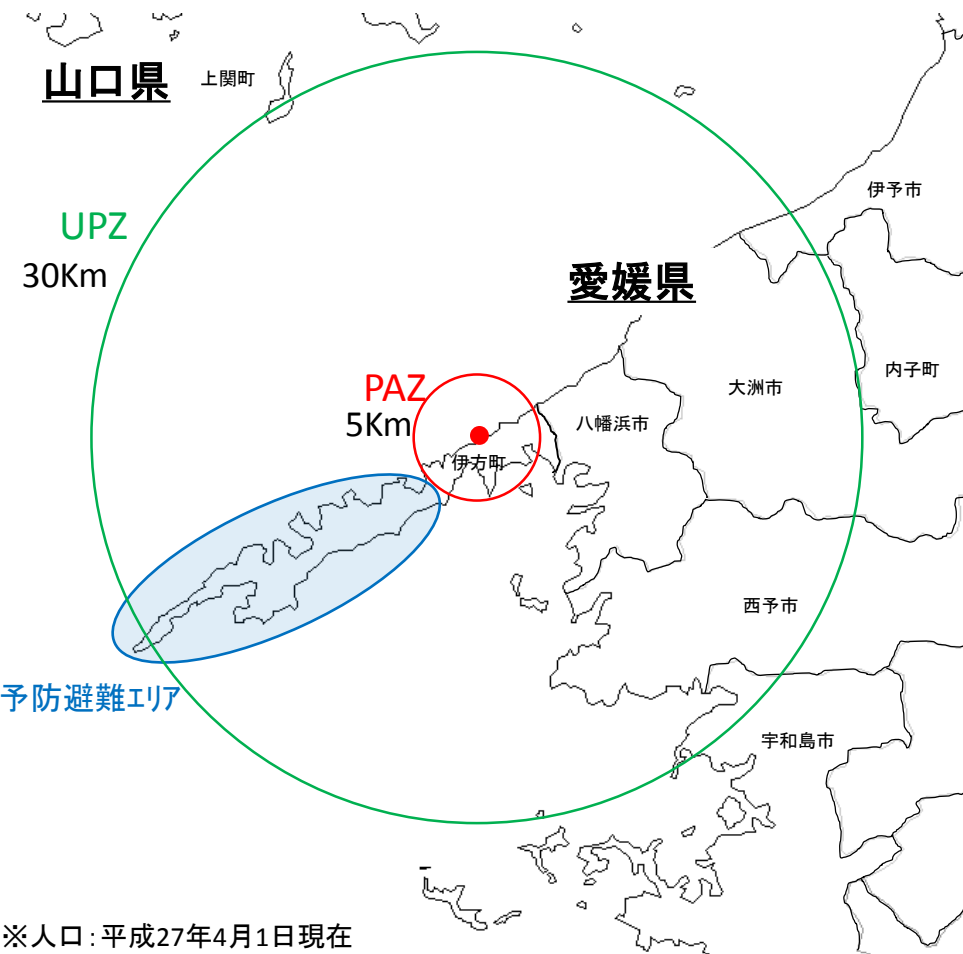 山口県
上関町
伊予市
UPZ
30Km
愛媛県
内子町
大洲市
PAZ
5Km
八幡浜市
伊方町
西予市
予防避難エリア
宇和島市
※人口：平成27年4月1日現在